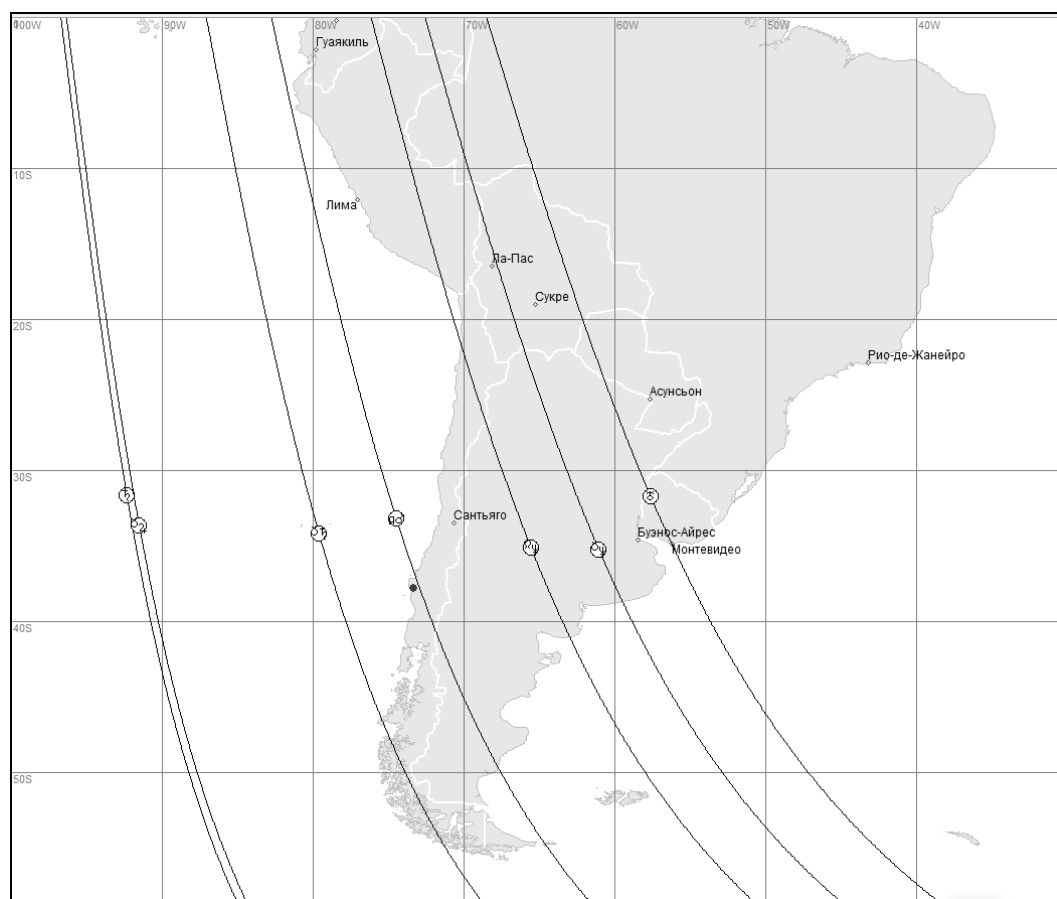 100W 90W 80W 70W 60W 50W 40W
0
Гуаякиль
10S
Лима
Ла-Пас
Сукре
20S
Рио-де-Жанейро
Асунсьон
30S
Сантьяго
Буэнос-Айрес
Монтевидео
40S
50S